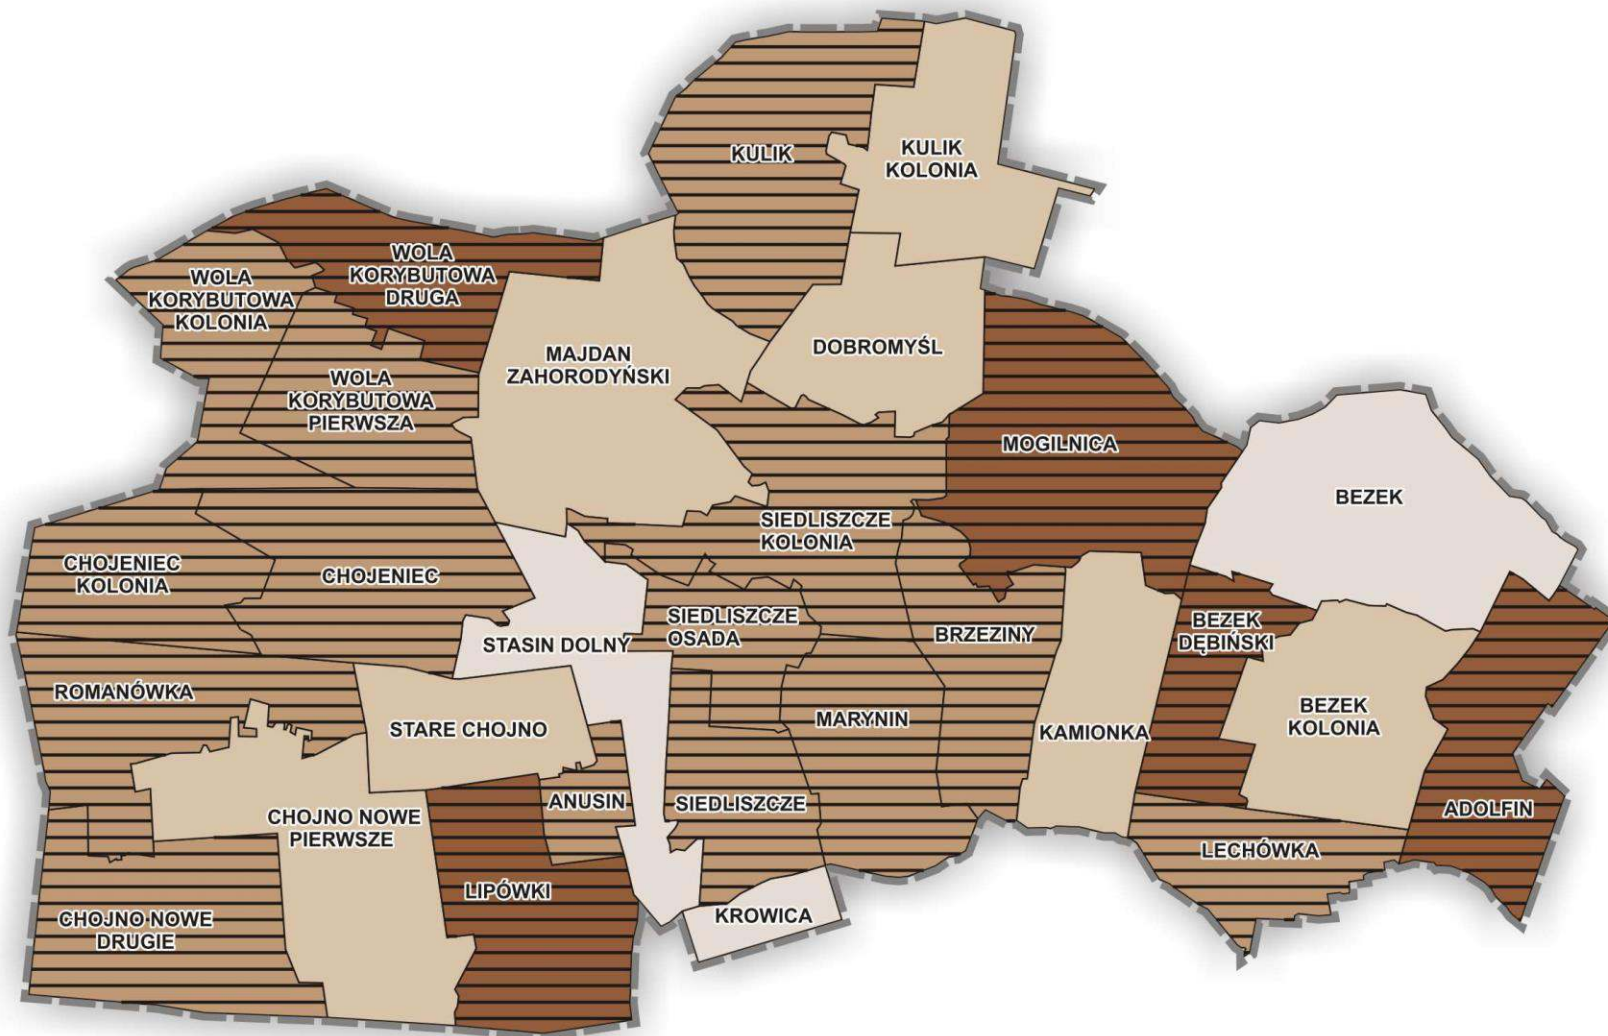 KULIK
KULIK
KOLONIA
WOLA
KORYBUTOWA
DRUGA
WOLA
KORYBUTOWA
KOLONIA
MAJDAN
ZAHORODYŃSKI
DOBROMYŚL
WOLA
KORYBUTOWA
PIERWSZA
MOGILNICA
BEZEK
SIEDLISZCZE
KOLONIA
CHOJENIEC
KOLONIA
CHOJENIEC
SIEDLISZCZE
OSADA
STASIN DOLNY
BRZEZINY
BEZEK
DĘBIŃSKI
ROMANÓWKA
STARE CHOJNO
MARYNIN
KAMIONKA
BEZEK
KOLONIA
ANUSIN
SIEDLISZCZE
CHOJNO NOWE
PIERWSZE
ADOLFIN
LECHÓWKA
LIPÓWKI
KROWICA
CHOJNO NOWE
DRUGIE